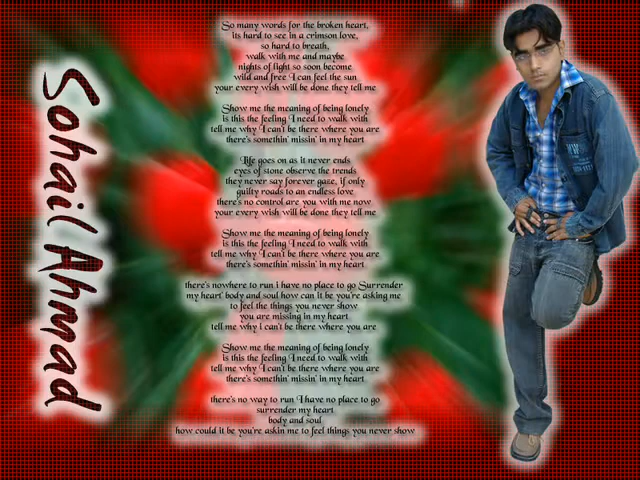 Sohail Ahmad
So many words for the broken heart,
its hard to see in a crimson love,
so hard to breath,
walk with me and maybe
nights of light so soon become
wild and free I can feel the sun
your every wish will be done they tell me
Show me the meaning of being lonely
is this the feeling I need to walk with
tell me why I can't be there where you are
there's somethin' missin' in my heart
Life goes on as it never ends
eyes of stone observe the trends
they never say forever gaze, if only
guilty roads to an endless love
there's no control are you with me now
your every wish will be done they tell me
Show me the meaning of being lonely
is this the feeling I need to walk with
tell me why I can't be there where you are
there's somethin' missin' in my heart
there's nowhere to run i have no place to go Surrender
my heart' body and soul how can it be you're asking me
to feel the things you never show
you are missing in my heart
tell me why i can't be there where you are
Show me the meaning of being lonely
is this the feeling I need to walk with
tell me why I can't be there where you are
there's somethin' missin' in my heart
there's no way to run I have no place to go
surrender my heart
body and soul
how could it be you're askin me to feel things you never show